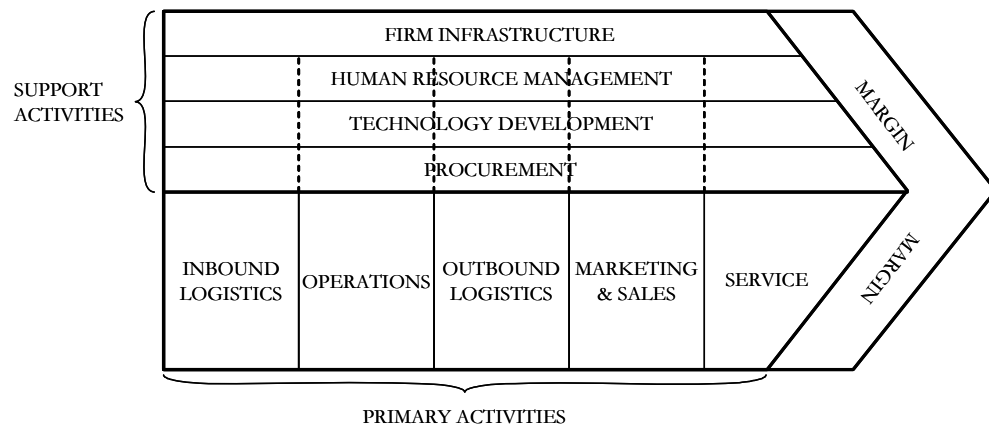 FIRM INFRASTRUCTURE
HUMAN RESOURCE MANAGEMENT
TECHNOLOGY DEVELOPMENT
PROCUREMENT
SUPPORT
ACTIVITIES
MARGIN
INBOUND
LOGISTICS
OPERATIONS
OUTBOUND
LOGISTICS
MARKETING
& SALES
SERVICE
MARGIN
PRIMARY ACTIVITIES